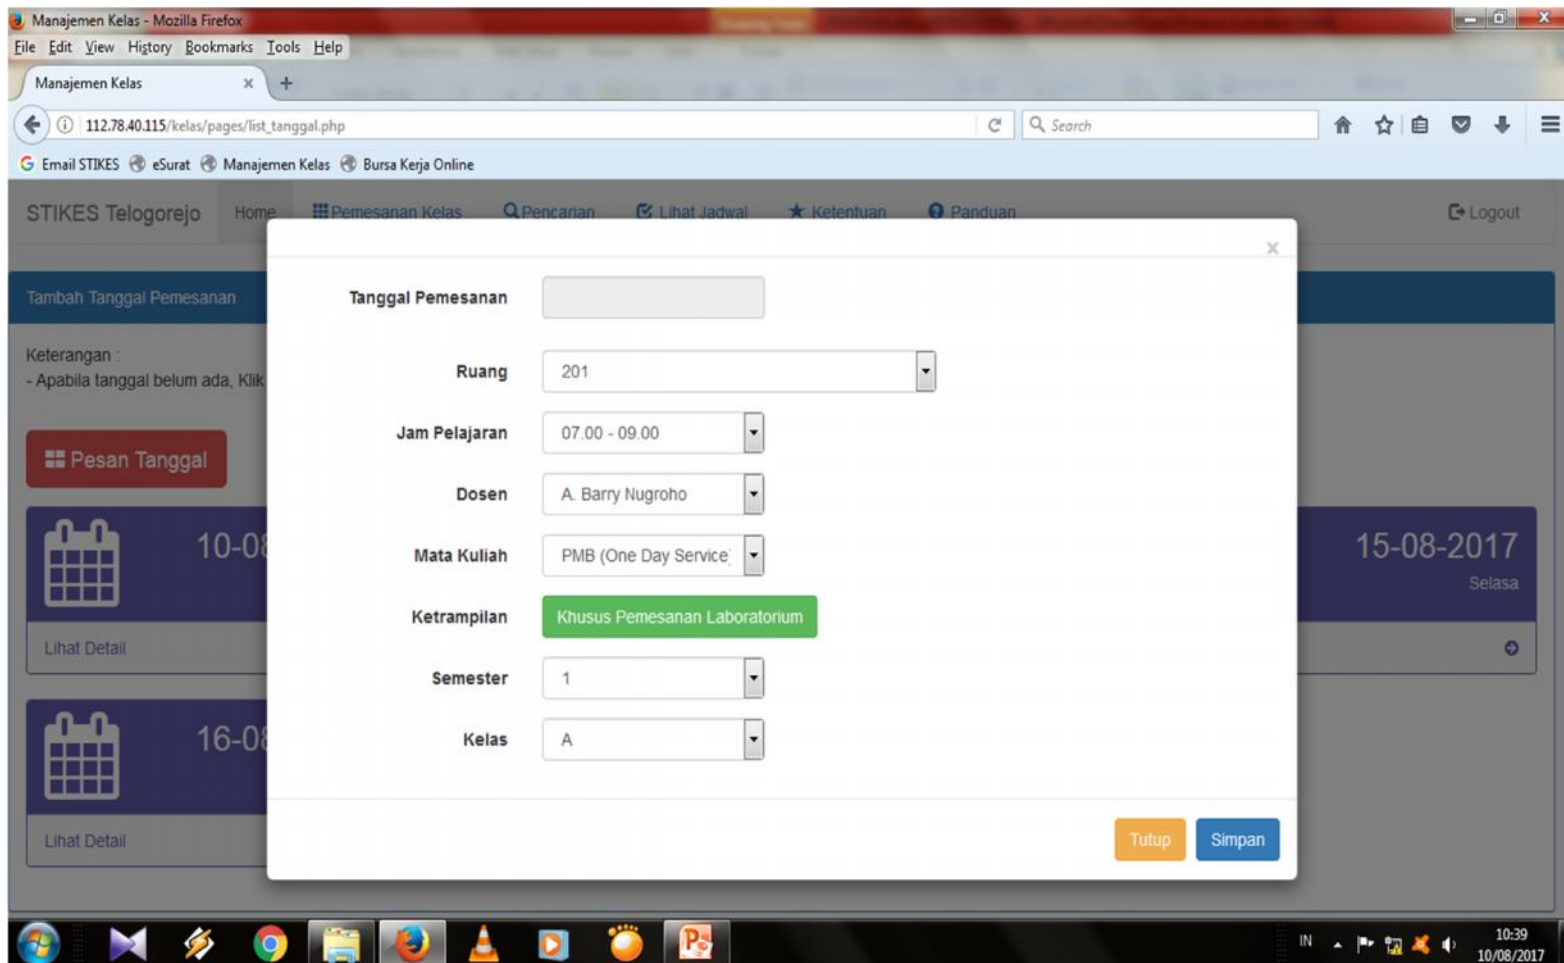 Manajemen Kelas - Mozilla Firefox
File Edit View History Bookmarks Tools Help
Manajemen Kelas
112.78.40.115/kelas/pages/list_tanggal.php
Search
Email STIKES eSurat Manajemen Kelas Bursa Kerja Online
STIKES Telogorejo Home Pemesanan Kelas Pencarian Lihat Jadwal Ketentuan Panduan Logout
Tambah Tanggal Pemesanan
Keterangan :
- Apabila tanggal belum ada, Klik
Pesan Tanggal
10-08
Lihat Detail
15-08-2017
Selasa
16-08
Lihat Detail
Tanggal Pemesanan
Ruang 201
Jam Pelajaran 07.00 - 09.00
Dosen A. Barry Nugroho
Mata Kuliah PMB (One Day Service)
Ketrampilan Khusus Pemesanan Laboratorium
Semester 1
Kelas A
Tutup Simpan
IN
10:39
10/08/2017